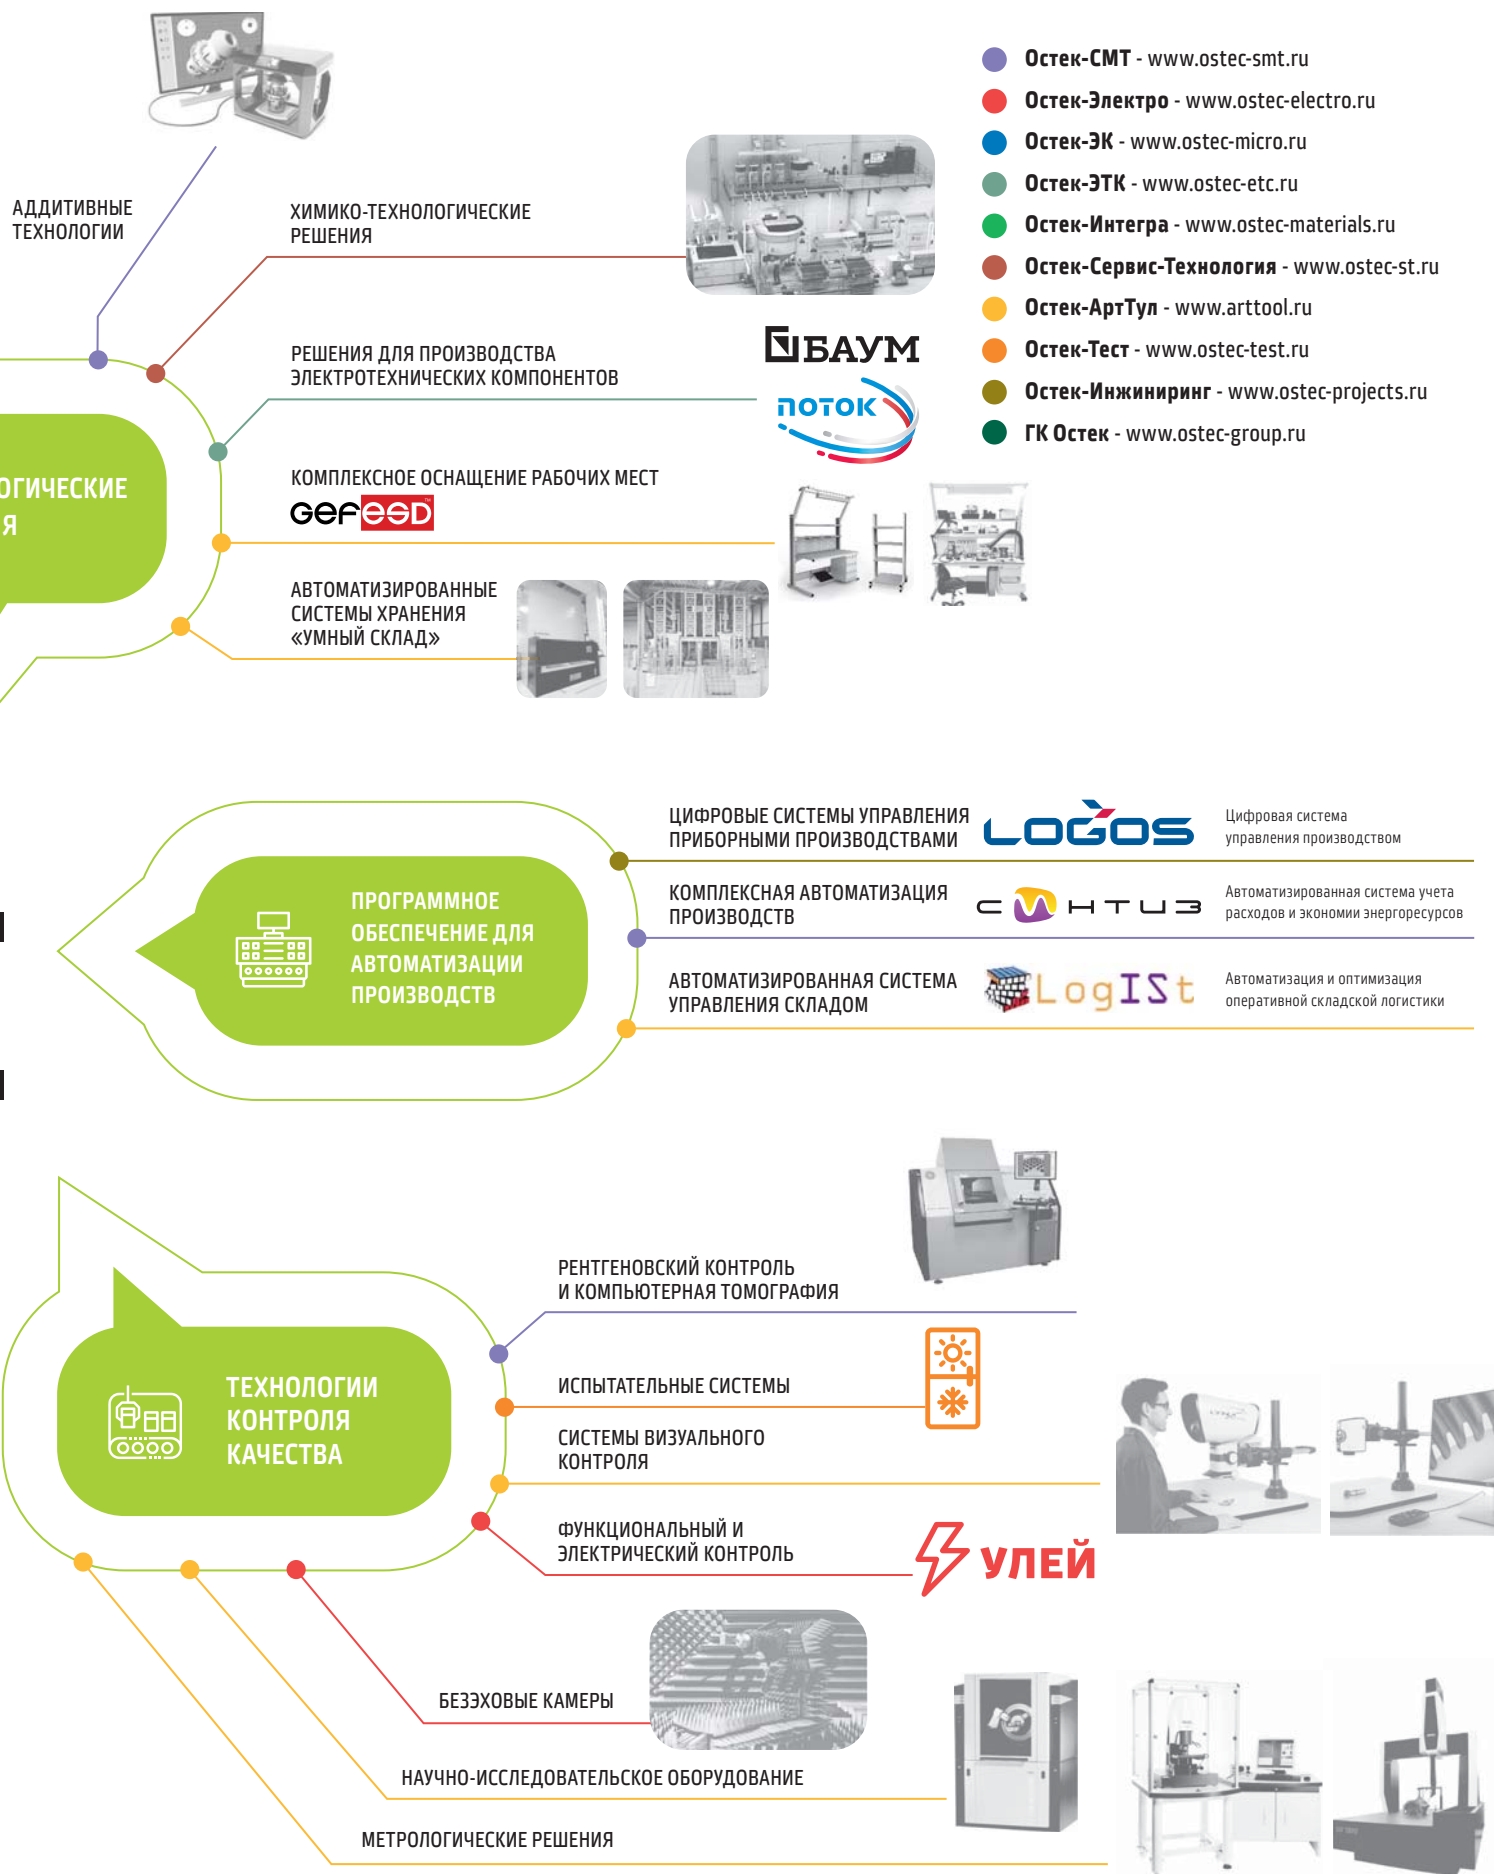 Остек-СМТ - www.ostec-smt.ru
Остек-Электро - www.ostec-electro.ru
Остек-ЭК - www.ostec-micro.ru
Остек-ЭТК - www.ostec-etc.ru
Остек-Интегра - www.ostec-materials.ru
Остек-Сервис-Технология - www.ostec-st.ru
Остек-АртТул - www.arttool.ru
Остек-Тест - www.ostec-test.ru
Остек-Инжиниринг - www.ostec-projects.ru
ГК Остек - www.ostec-group.ru
АДДИТИВНЫЕ
ТЕХНОЛОГИИ
ХИМИКО-ТЕХНОЛОГИЧЕСКИЕ
РЕШЕНИЯ
РЕШЕНИЯ ДЛЯ ПРОИЗВОДСТВА
ЭЛЕКТРОТЕХНИЧЕСКИХ КОМПОНЕНТОВ
БАУМ
ПОТОК
ОГИЧЕСКИЕ
Я
КОМПЛЕКСНОЕ ОСНАЩЕНИЕ РАБОЧИХ МЕСТ
GEFESD™
АВТОМАТИЗИРОВАННЫЕ
СИСТЕМЫ ХРАНЕНИЯ
«УМНЫЙ СКЛАД»
ПРОГРАММНОЕ
ОБЕСПЕЧЕНИЕ ДЛЯ
АВТОМАТИЗАЦИИ
ПРОИЗВОДСТВ
ЦИФРОВЫЕ СИСТЕМЫ УПРАВЛЕНИЯ
ПРИБОРНЫМИ ПРОИЗВОДСТВАМИ
LOGOS
Цифровая система
управления производством
КОМПЛЕКСНАЯ АВТОМАТИЗАЦИЯ
ПРОИЗВОДСТВ
СИНТИЗ
Автоматизированная система учета
расходов и экономии энергоресурсов
АВТОМАТИЗИРОВАННАЯ СИСТЕМА
УПРАВЛЕНИЯ СКЛАДОМ
LogISt
Автоматизация и оптимизация
оперативной складской логистики
ТЕХНОЛОГИИ
КОНТРОЛЯ
КАЧЕСТВА
РЕНТГЕНОВСКИЙ КОНТРОЛЬ
И КОМПЬЮТЕРНАЯ ТОМОГРАФИЯ
ИСПЫТАТЕЛЬНЫЕ СИСТЕМЫ
СИСТЕМЫ ВИЗУАЛЬНОГО
КОНТРОЛЯ
ФУНКЦИОНАЛЬНЫЙ И
ЭЛЕКТРИЧЕСКИЙ КОНТРОЛЬ
УЛЕЙ
БЕЗЭХОВЫЕ КАМЕРЫ
НАУЧНО-ИССЛЕДОВАТЕЛЬСКОЕ ОБОРУДОВАНИЕ
МЕТРОЛОГИЧЕСКИЕ РЕШЕНИЯ